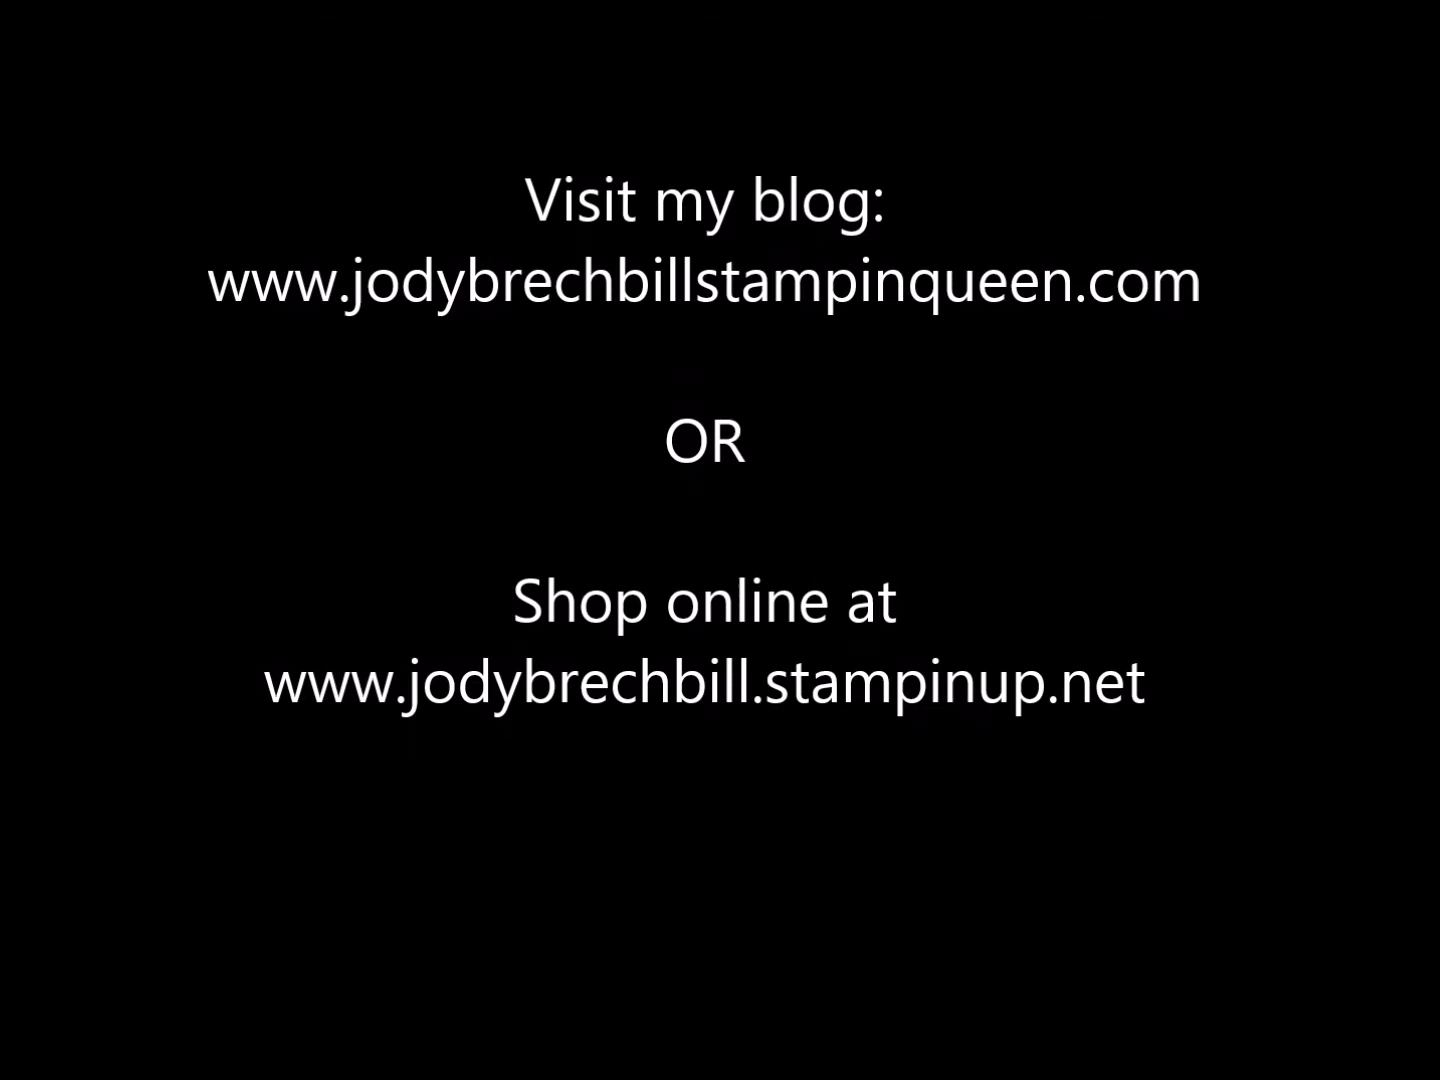 Visit my blog:
www.jodybrechbillstampinqueen.com
OR
Shop online at
www.jodybrechbill.stampinup.net